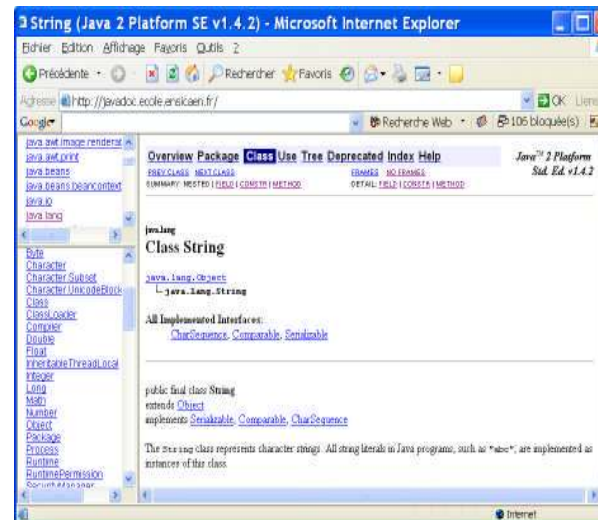 String (Java 2 Platform SE v1.4.2) - Microsoft Internet Explorer
Fichier Edition Affichage Favoris Outils ?
Précédente Rechercher Favoris
Adresse http://javadoc.ecole.ensicaen.fr/ OK Liens
Google Recherche Web 106 bloquée(s)
java.awt.image.renderat
java.awt.print
java.beans
java.beans.beancontext
java.io
java.lang
Byte
Character
Character.Subset
Character.UnicodeBlock
Class
ClassLoader
Compiler
Double
Float
InheritableThreadLocal
Integer
Long
Math
Number
Object
Package
Process
Runtime
RuntimePermission
SecurityManager
Overview Package Class Use Tree Deprecated Index Help
Java™ 2 Platform
Std. Ed. v1.4.2
PREV CLASS NEXT CLASS FRAMES NO FRAMES
SUMMARY: NESTED | FIELD | CONSTR | METHOD DETAIL: FIELD | CONSTR | METHOD
java.lang
Class String
java.lang.Object
java.lang.String
All Implemented Interfaces:
CharSequence, Comparable, Serializable
public final class String
extends Object
implements Serializable, Comparable, CharSequence
The String class represents character strings. All string literals in Java programs, such as "abc", are implemented as
instances of this class.
Internet